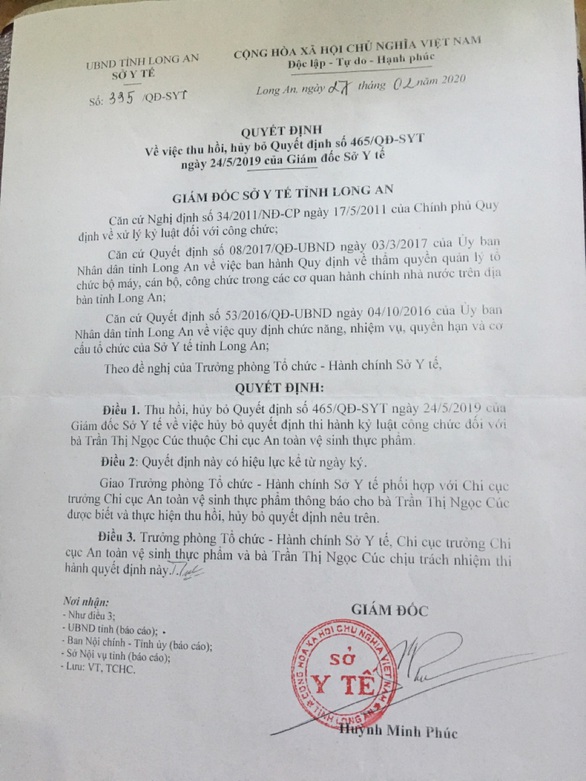 UBND TỈNH LONG AN
SỞ Y TẾ
Số: 395 /QĐ-SYT
CỘNG HÒA XÃ HỘI CHỦ NGHĨA VIỆT NAM
Độc lập - Tự do - Hạnh phúc
Long An, ngày 27 tháng 02 năm 2020
QUYẾT ĐỊNH
Về việc thu hồi, hủy bỏ Quyết định số 465/QĐ-SYT
ngày 24/5/2019 của Giám đốc Sở Y tế
GIÁM ĐỐC SỞ Y TẾ TỈNH LONG AN
Căn cứ Nghị định số 34/2011/NĐ-CP ngày 17/5/2011 của Chính phủ Quy
định về xử lý kỷ luật đối với công chức;
Căn cứ Quyết định số 08/2017/QĐ-UBND ngày 03/3/2017 của Ủy ban
Nhân dân tỉnh Long An về việc ban hành Quy định về thẩm quyền quản lý tổ
chức bộ máy, cán bộ, công chức trong các cơ quan hành chính nhà nước trên địa
bàn tỉnh Long An;
Căn cứ Quyết định số 53/2016/QĐ-UBND ngày 04/10/2016 của Ủy ban
Nhân dân tỉnh Long An về việc quy định chức năng, nhiệm vụ, quyền hạn và cơ
cấu tổ chức của Sở Y tế tỉnh Long An;
Theo đề nghị của Trưởng phòng Tổ chức - Hành chính Sở Y tế,
QUYẾT ĐỊNH:
Điều 1. Thu hồi, hủy bỏ Quyết định số 465/QĐ-SYT ngày 24/5/2019 của
Giám đốc Sở Y tế về việc hủy bỏ quyết định thi hành kỷ luật công chức đối với
bà Trần Thị Ngọc Cúc thuộc Chi cục An toàn vệ sinh thực phẩm.
Điều 2: Quyết định này có hiệu lực kể từ ngày ký.
Giao Trưởng phòng Tổ chức - Hành chính Sở Y tế phối hợp với Chi cục
trưởng Chi cục An toàn vệ sinh thực phẩm thông báo cho bà Trần Thị Ngọc Cúc
được biết và thực hiện thu hồi, hủy bỏ quyết định nêu trên.
Điều 3. Trưởng phòng Tổ chức - Hành chính Sở Y tế, Chi cục trưởng Chi
cục An toàn vệ sinh thực phẩm và bà Trần Thị Ngọc Cúc chịu trách nhiệm thi
hành quyết định này./.
Nơi nhận:
- Như điều 3;
- UBND tỉnh (báo cáo);
- Ban Nội chính - Tỉnh ủy (báo cáo);
- Sở Nội vụ tỉnh (báo cáo);
- Lưu: VT, TCHC.
GIÁM ĐỐC
CỘNG HÒA XÃ HỘI CHỦ NGHĨA VIỆT NAM
SỞ
Y TẾ
TỈNH LONG AN
Huỳnh Minh Phúc